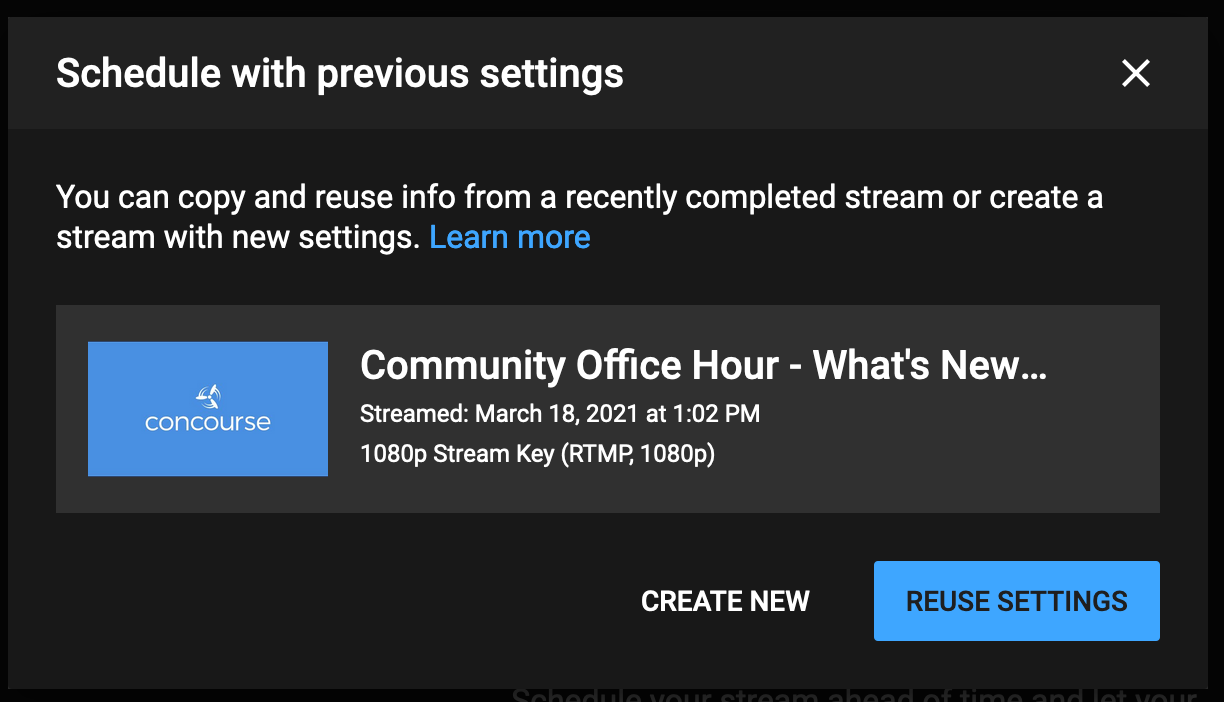 Schedule with previous settings
You can copy and reuse info from a recently completed stream or create a
stream with new settings. Learn more
concourse
Community Office Hour - What's New…
Streamed: March 18, 2021 at 1:02 PM
1080p Stream Key (RTMP, 1080p)
CREATE NEW
REUSE SETTINGS
Schedule your stream ahead of time and let your